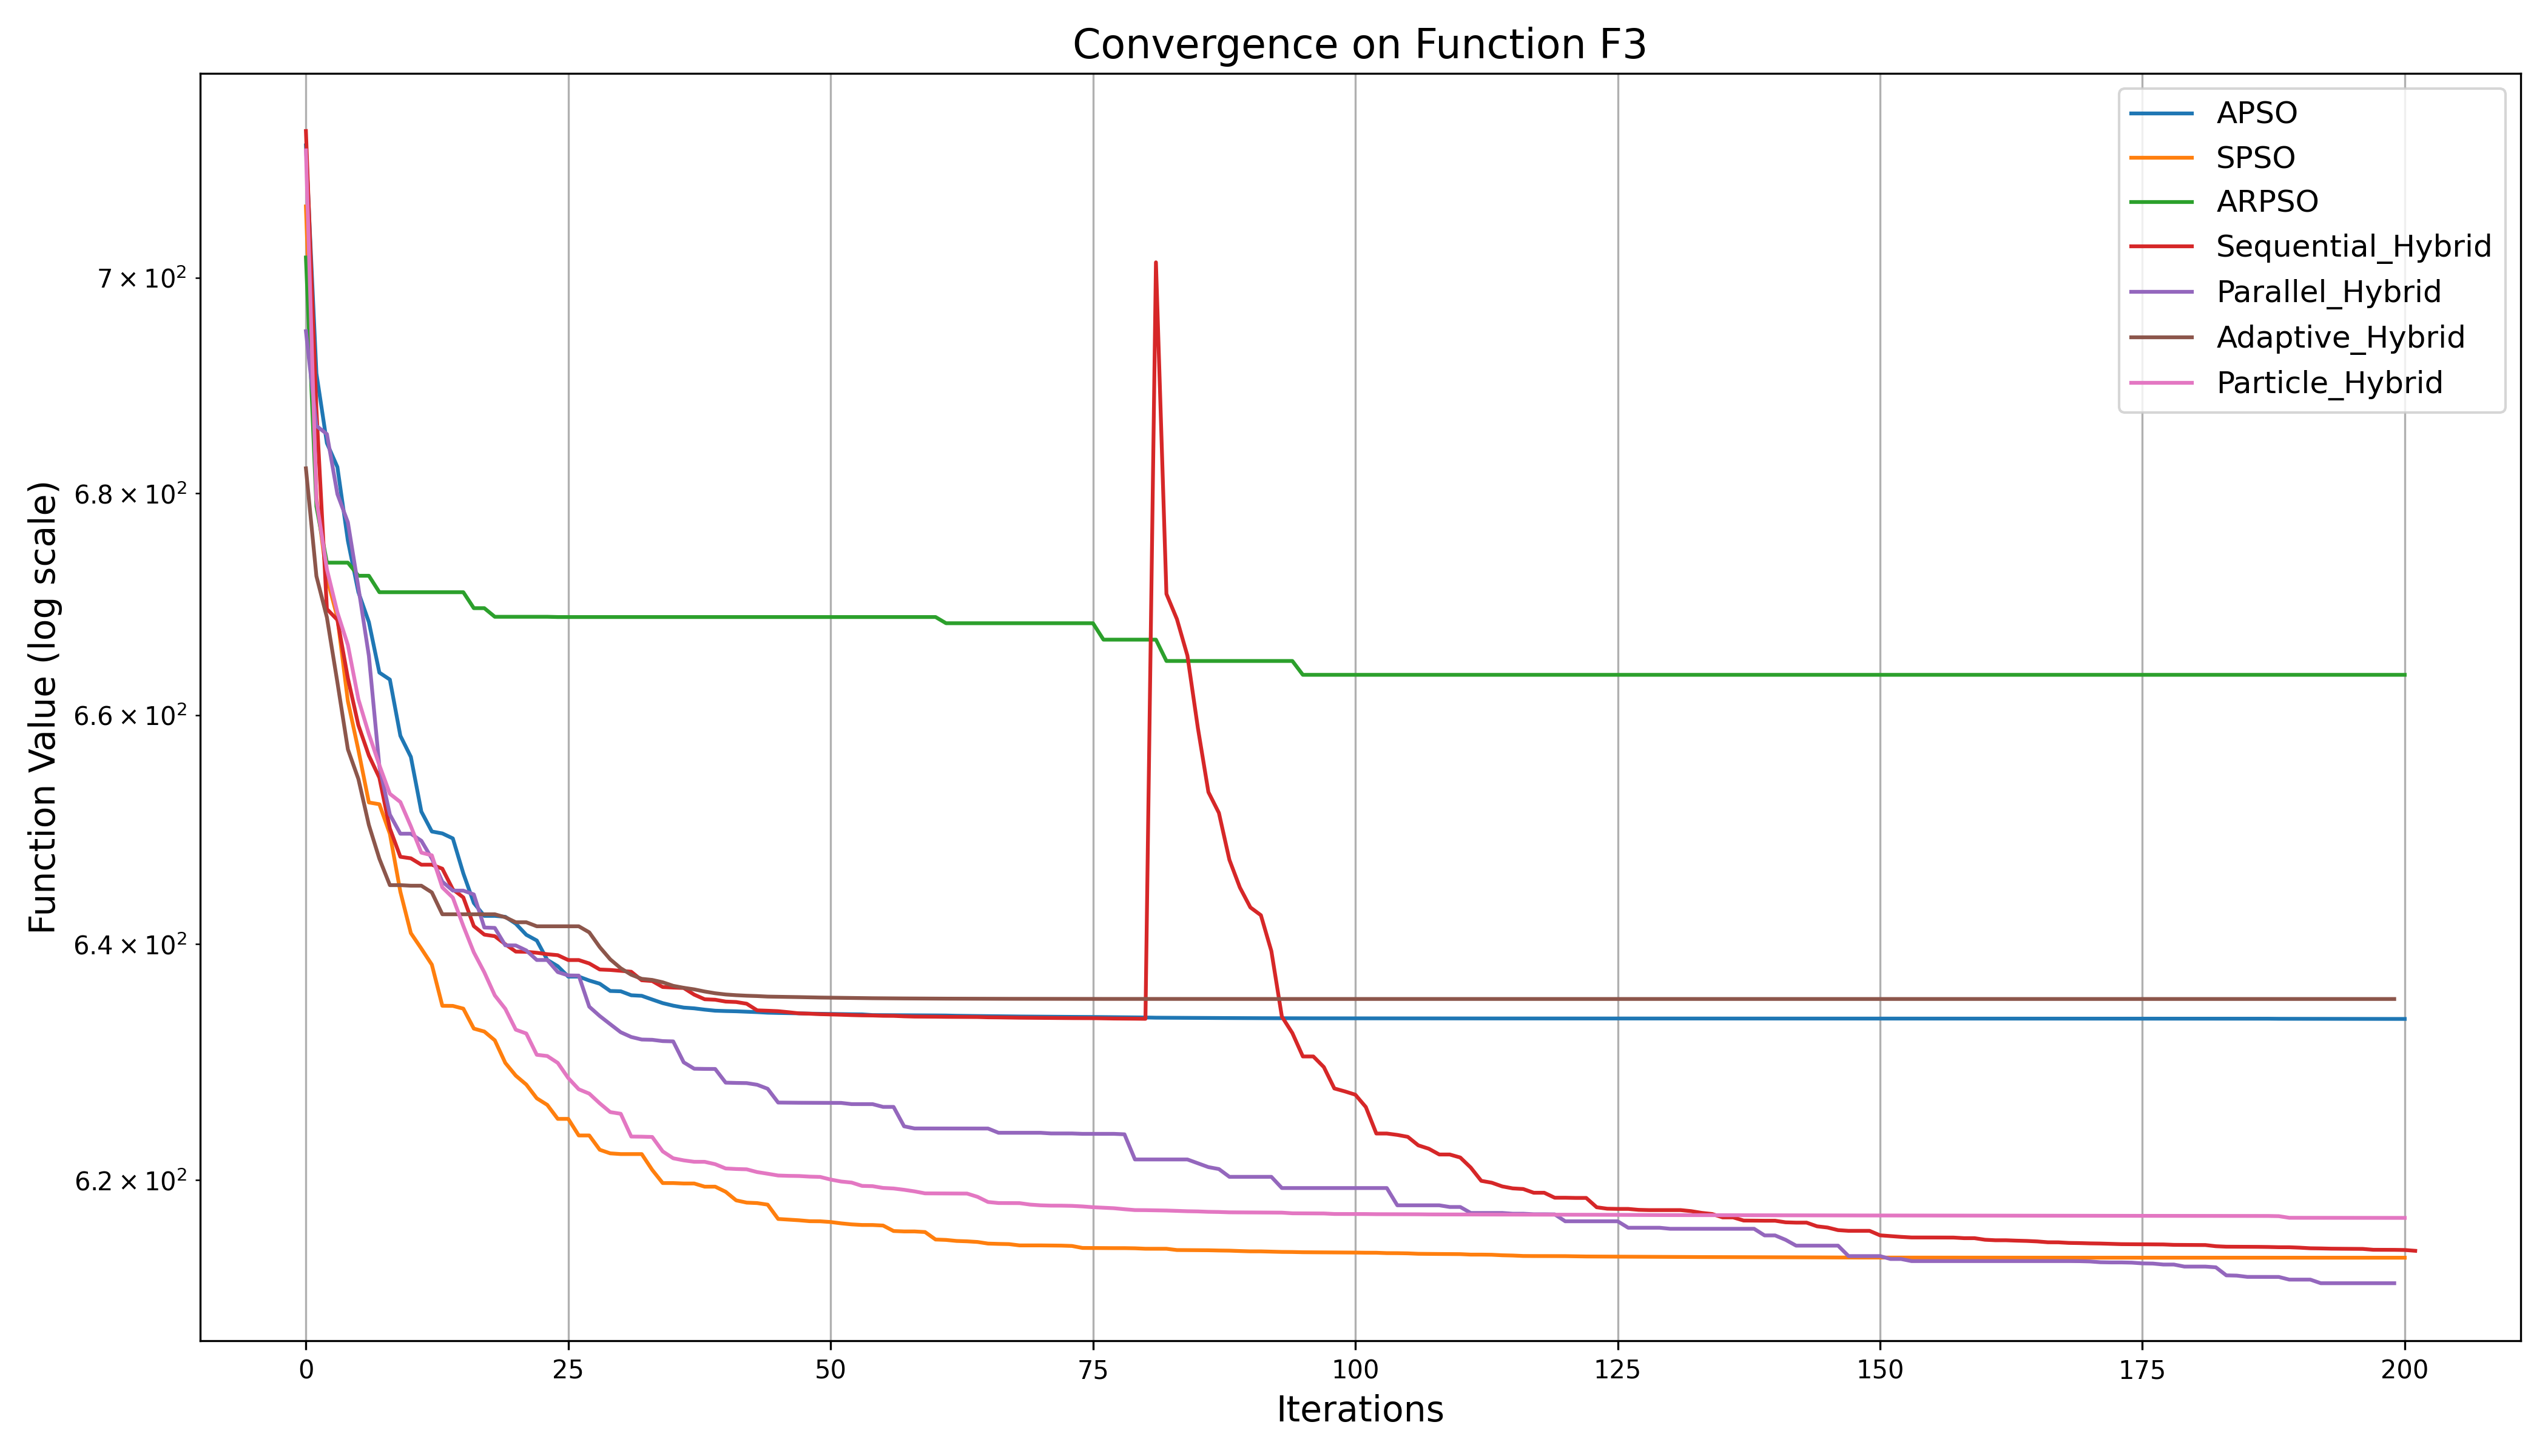 Convergence on Function F3
Function Value (log scale)
7 × 10²
6.8 × 10²
6.6 × 10²
6.4 × 10²
6.2 × 10²
APSO
SPSO
ARPSO
Sequential_Hybrid
Parallel_Hybrid
Adaptive_Hybrid
Particle_Hybrid
0 25 50 75 100 125 150 175 200
Iterations